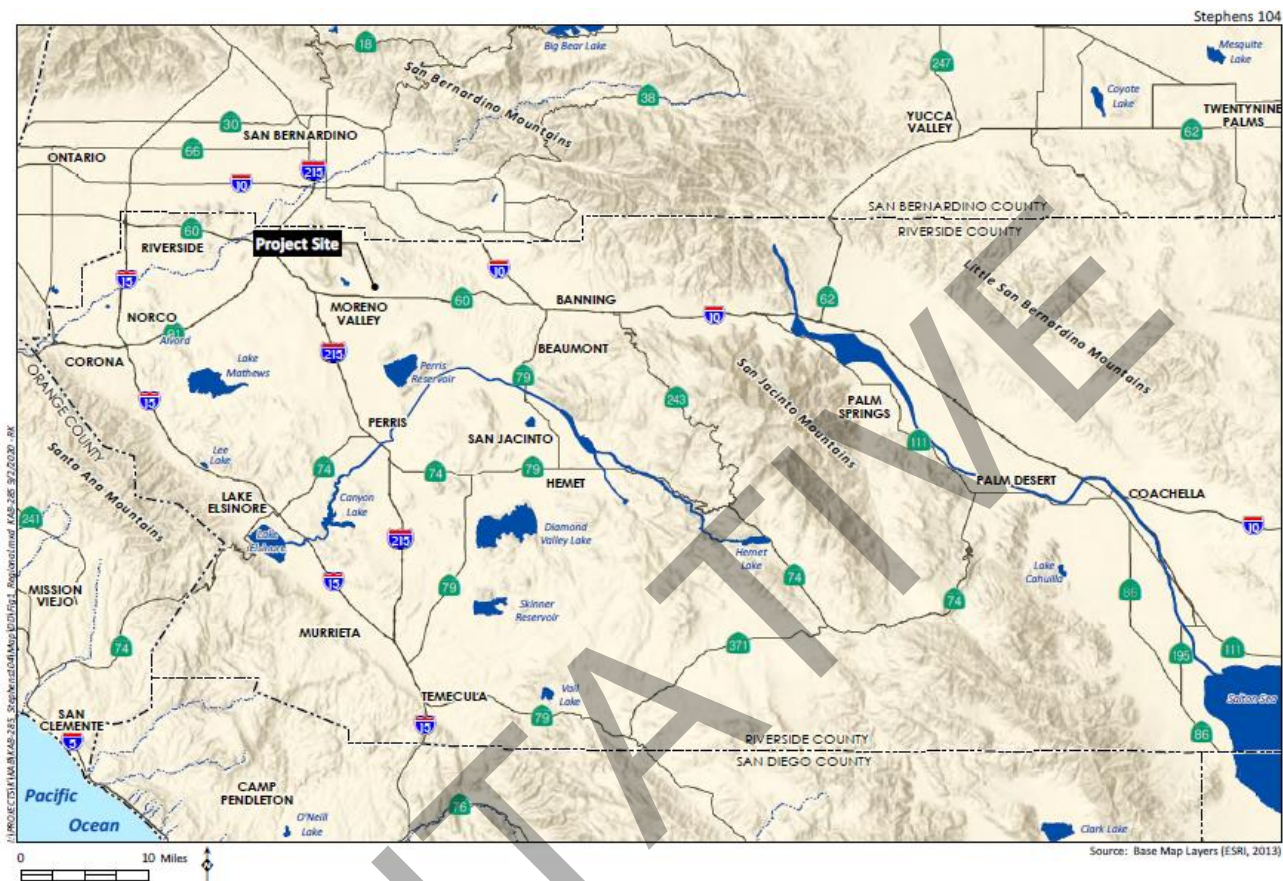 Stephens 104
18
Big Bear Lake
247
Mesquite
Lake
San Bernardino Mountains
38
Coyote
Lake
30
SAN BERNARDINO
YUCCA
VALLEY
TWENTYNINE
PALMS
66
62
ONTARIO
215
10
SAN BERNARDINO COUNTY
RIVERSIDE COUNTY
60
RIVERSIDE
Project Site
15
10
Little San Bernardino Mountains
62
MORENO
VALLEY
60
BANNING
10
NORCO
91
Alvord
CORONA
215
BEAUMONT
Lake
Mathews
Perris
Reservoir
79
San Jacinto Mountains
ORANGE COUNTY
15
243
PALM
SPRINGS
PERRIS
SAN JACINTO
111
Santa Ana Mountains
Lee
Lake
74
74
79
HEMET
PALM DESERT
COACHELLA
LAKE
ELSINORE
Canyon
Lake
241
Lake
Elsinore
215
Diamond
Valley Lake
10
Hemet
Lake
Lake
Cahuilla
MISSION
VIEJO
15
79
74
86
Skinner
Reservoir
74
MURRIETA
74
371
195
111
TEMECULA
Vail
Lake
Salton Sea
SAN
CLEMENTE
15
79
5
RIVERSIDE COUNTY
SAN DIEGO COUNTY
86
Pacific
Ocean
CAMP
PENDLETON
76
O'Neill
Lake
Clark Lake
0 10 Miles
N
Source: Base Map Layers (ESRI, 2013)
TATIVE